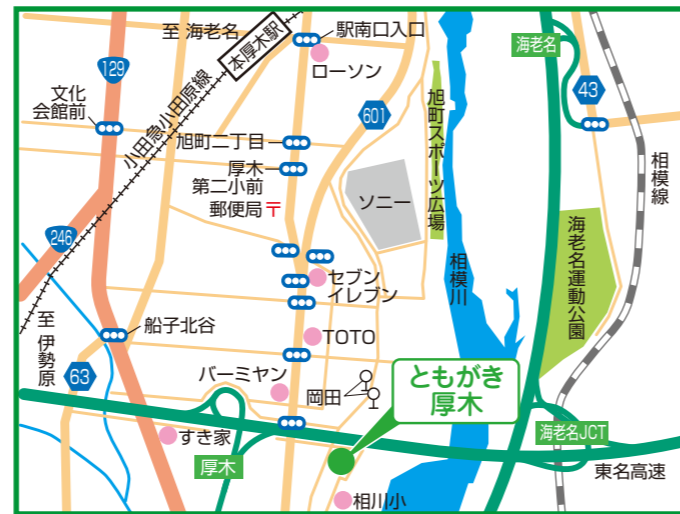 至 海老名
本厚木駅
駅南口入口
ローソン
海老名
129
小田急小田原線
601
43
文化
会館前
旭町二丁目
厚木
第二小前
郵便局〒
旭町スポーツ広場
ソニー
相模線
246
セブン
イレブン
相模川
海老名運動公園
至 伊勢原
船子北谷
TOTO
63
バーミヤン
岡田
ともがき
厚木
すき家
厚木
海老名JCT
東名高速
相川小